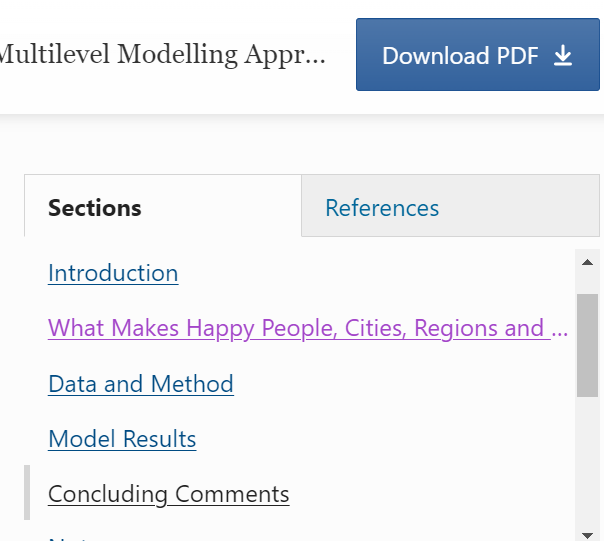 Multilevel Modelling Appr...
Download PDF
Sections
References
Introduction
What Makes Happy People, Cities, Regions and ...
Data and Method
Model Results
Concluding Comments